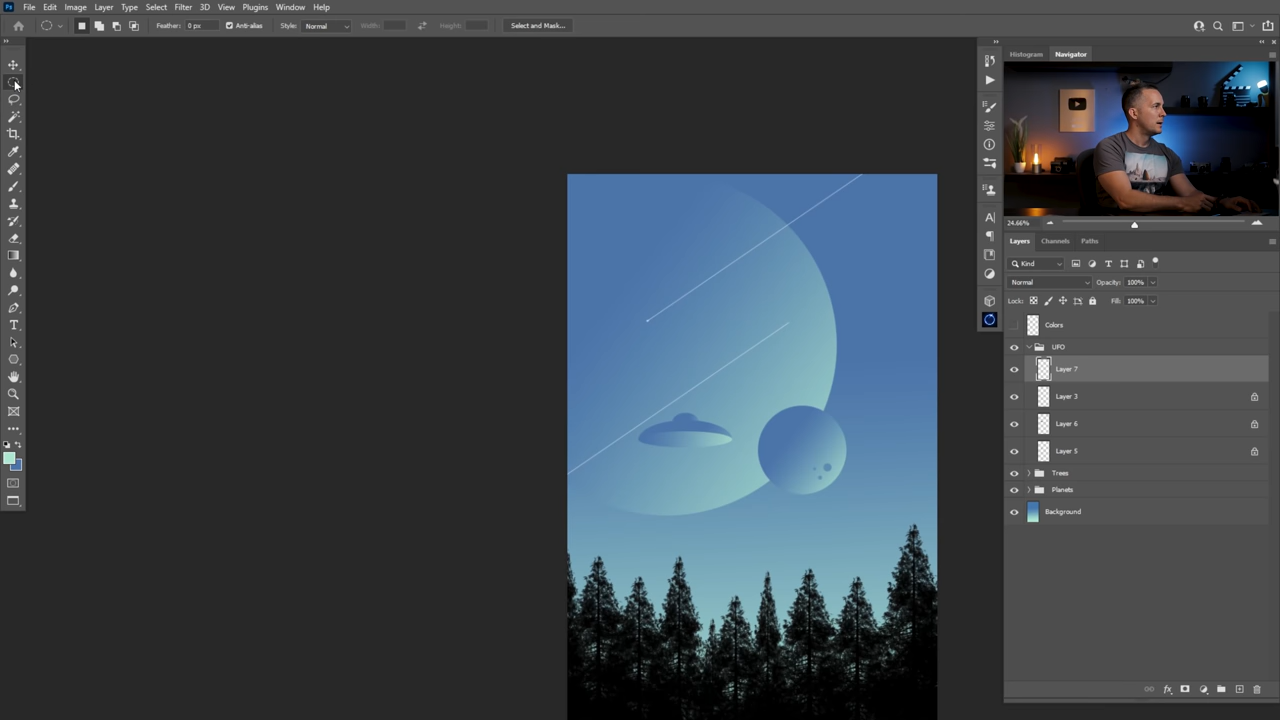 Ps File Edit Image Layer Type Select Filter 3D View Plugins Window Help
Feather: 0 px Anti-alias Style: Normal Width: Height: Select and Mask...
Histogram Navigator
24.66%
Layers Channels Paths
Kind
Normal Opacity: 100%
Lock: Fill: 100%
Colors
UFO
Layer 7
Layer 3
Layer 6
Layer 5
Trees
Planets
Background